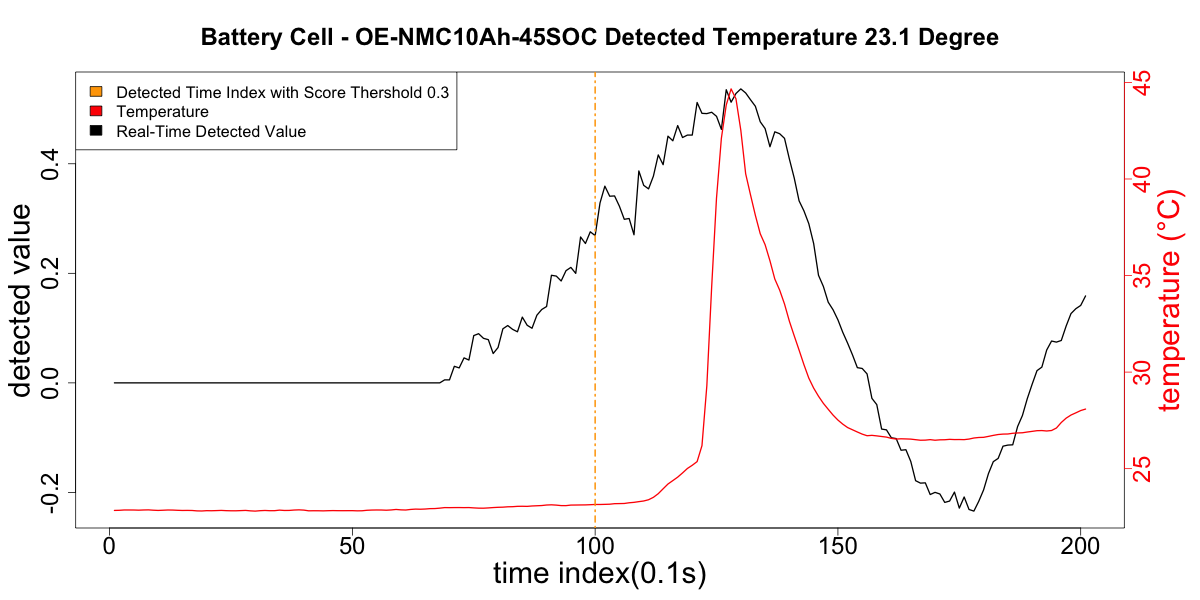 Battery Cell - OE-NMC10Ah-45SOC Detected Temperature 23.1 Degree
Detected Time Index with Score Thershold 0.3
Temperature
Real-Time Detected Value
detected value
-0.2
0.0
0.2
0.4
0
50
100
150
200
time index(0.1s)
25
30
35
40
45
temperature (°C)